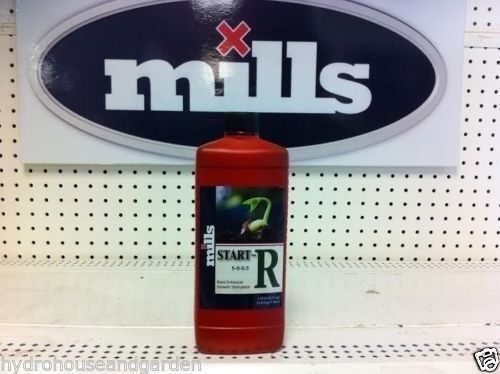 mills
mills
START-R
5-0-0.5
Root Enhancer
Growth Stimulator
hydrohouseandgarden